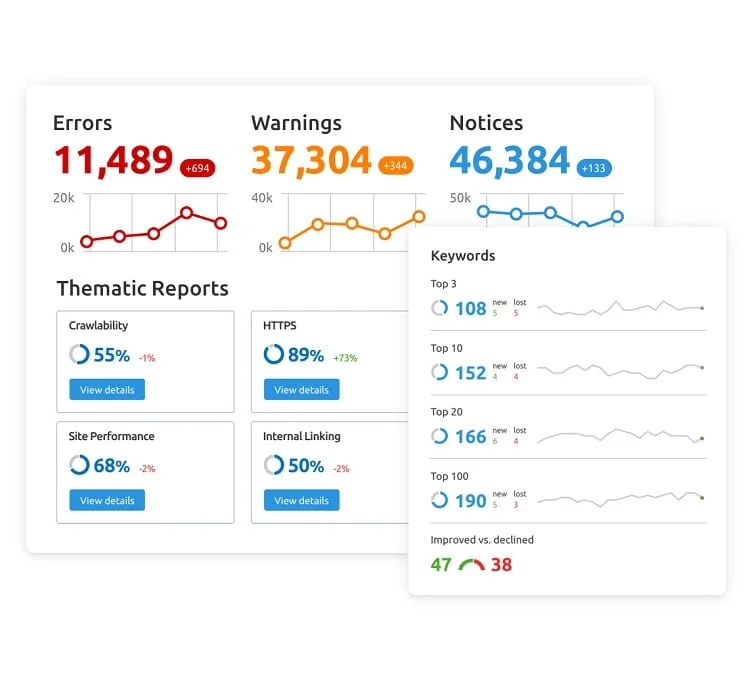 Errors
11,489 +694
20k
0k
Warnings
37,304 +344
40k
0k
Notices
46,384 +133
50k
Thematic Reports
Crawlability
55% -1%
View details
HTTPS
89% +73%
View details
Site Performance
68% -2%
View details
Internal Linking
50% -2%
View details
Keywords
Top 3
108 new 5 lost 5
Top 10
152 new 4 lost 4
Top 20
166 new 6 lost 4
Top 100
190 new 5 lost 3
Improved vs. declined
47 38